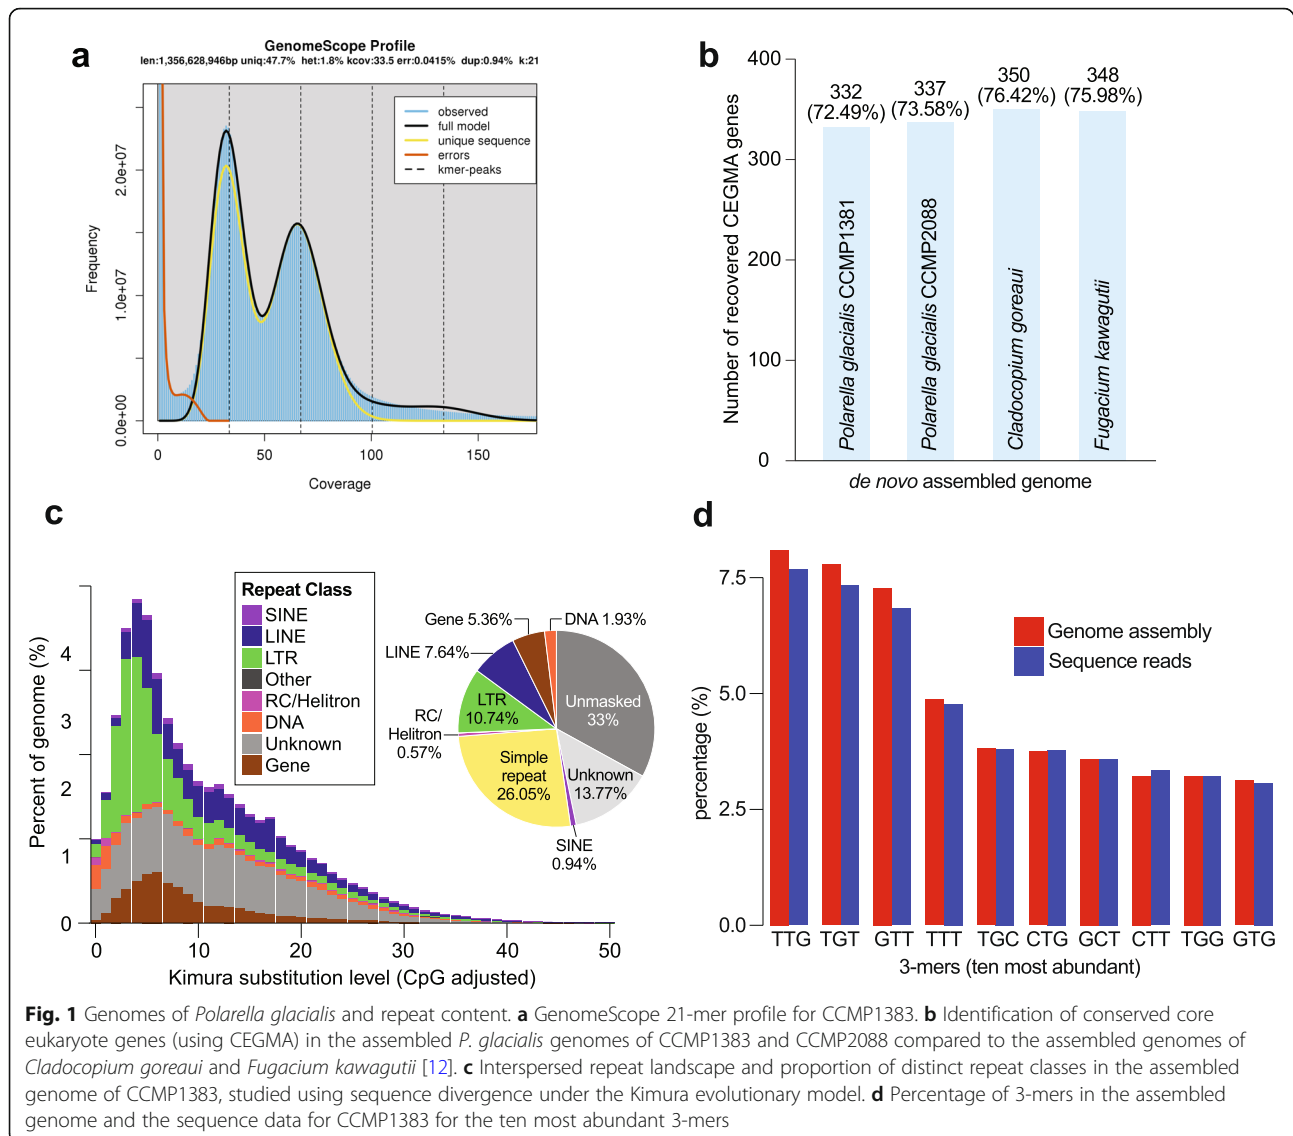 a
GenomeScope Profile
len:1,356,628,946bp uniq:47.7% het:1.8% kcov:33.5 err:0.0415% dup:0.94% k:21
observed
full model
unique sequence
errors
kmer-peaks
Frequency
0.0e+00 1.0e+07 2.0e+07
0 50 100 150
Coverage
b
400
300
200
100
0
Number of recovered CEGMA genes
332
(72.49%)
337
(73.58%)
350
(76.42%)
348
(75.98%)
Polarella glacialis CCMP1381
Polarella glacialis CCMP2088
Cladocopium goreaui
Fugacium kawagutii
de novo assembled genome
c
Percent of genome (%)
4
3
2
1
0
Repeat Class
SINE
LINE
LTR
Other
RC/Helitron
DNA
Unknown
Gene
Gene 5.36%
DNA 1.93%
LINE 7.64%
LTR
10.74%
Unmasked
33%
RC/
Helitron
0.57%
Simple
repeat
26.05%
Unknown
13.77%
SINE
0.94%
0 10 20 30 40 50
Kimura substitution level (CpG adjusted)
d
percentage (%)
7.5
5.0
2.5
0.0
Genome assembly
Sequence reads
TTG TGT GTT TTT TGC CTG GCT CTT TGG GTG
3-mers (ten most abundant)
Fig. 1 Genomes of Polarella glacialis and repeat content. a GenomeScope 21-mer profile for CCMP1383. b Identification of conserved core
eukaryote genes (using CEGMA) in the assembled P. glacialis genomes of CCMP1383 and CCMP2088 compared to the assembled genomes of
Cladocopium goreaui and Fugacium kawagutii [12]. c Interspersed repeat landscape and proportion of distinct repeat classes in the assembled
genome of CCMP1383, studied using sequence divergence under the Kimura evolutionary model. d Percentage of 3-mers in the assembled
genome and the sequence data for CCMP1383 for the ten most abundant 3-mers